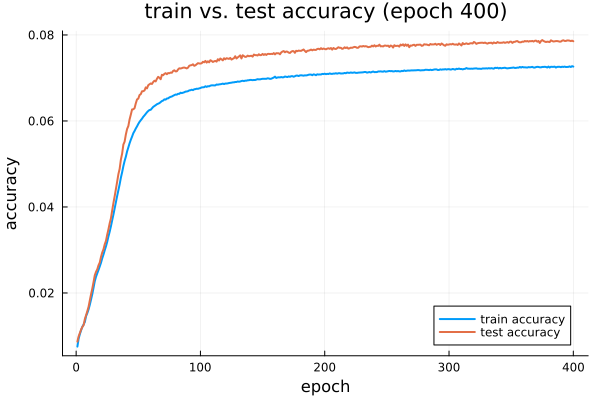 train vs. test accuracy (epoch 400)
0.08
0.06
0.04
0.02
accuracy
train accuracy
test accuracy
0
100
200
300
400
epoch